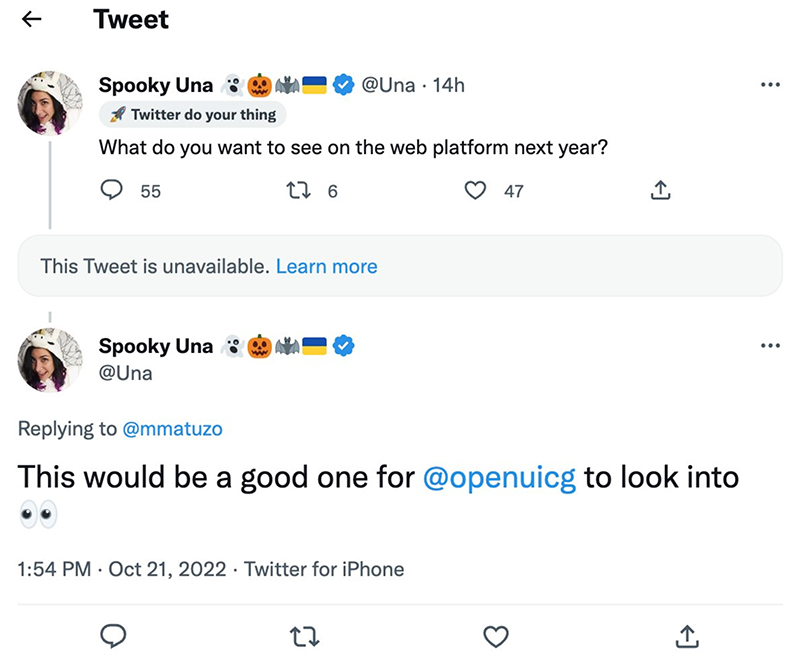 ← Tweet
Spooky Una 👻🎃🦇🇺🇦 @Una · 14h
🚀 Twitter do your thing
What do you want to see on the web platform next year?
55 6 47
This Tweet is unavailable. Learn more
Spooky Una 👻🎃🦇🇺🇦
@Una
Replying to @mmatuzo
This would be a good one for @openuicg to look into
👀
1:54 PM · Oct 21, 2022 · Twitter for iPhone